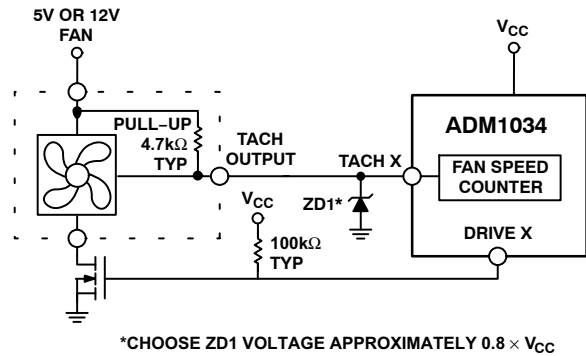 5V OR 12V
FAN
VCC
PULL–UP
4.7kΩ
TYP
TACH
OUTPUT
TACH X
ADM1034
FAN SPEED
COUNTER
VCC
100kΩ
TYP
ZD1*
DRIVE X
*CHOOSE ZD1 VOLTAGE APPROXIMATELY 0.8 × VCC